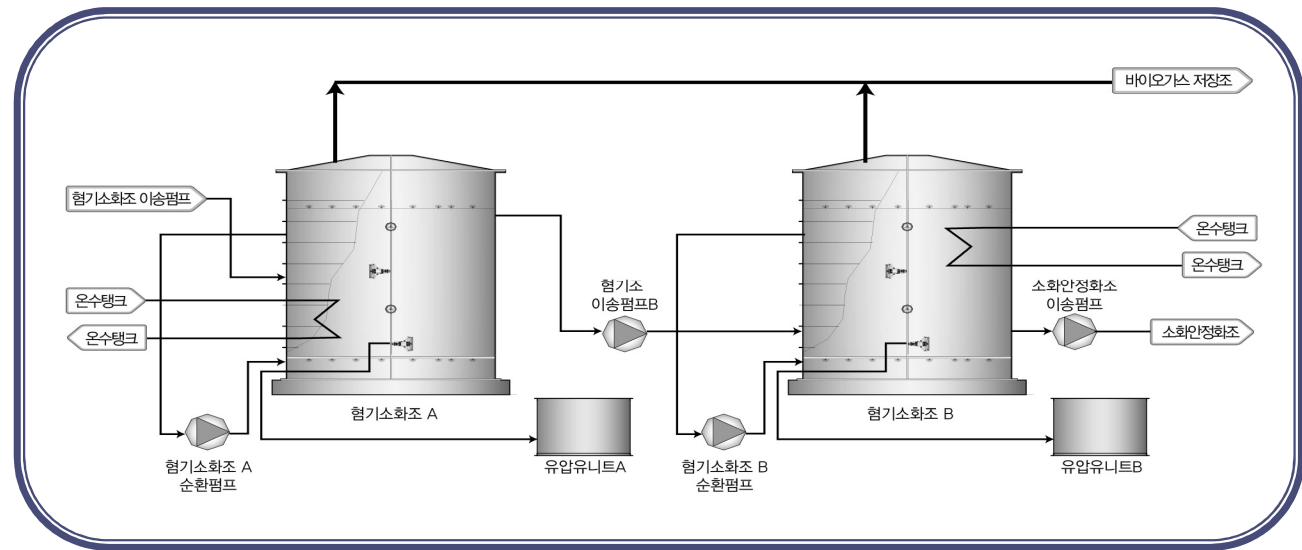 바이오가스 저장조
혐기소화조 이송펌프
온수탱크
온수탱크
혐기소화조 A
혐기소화조 A
순환펌프
유압유니트A
혐기소
이송펌프B
온수탱크
온수탱크
소화안정화소
이송펌프
소화안정화조
혐기소화조 B
혐기소화조 B
순환펌프
유압유니트B